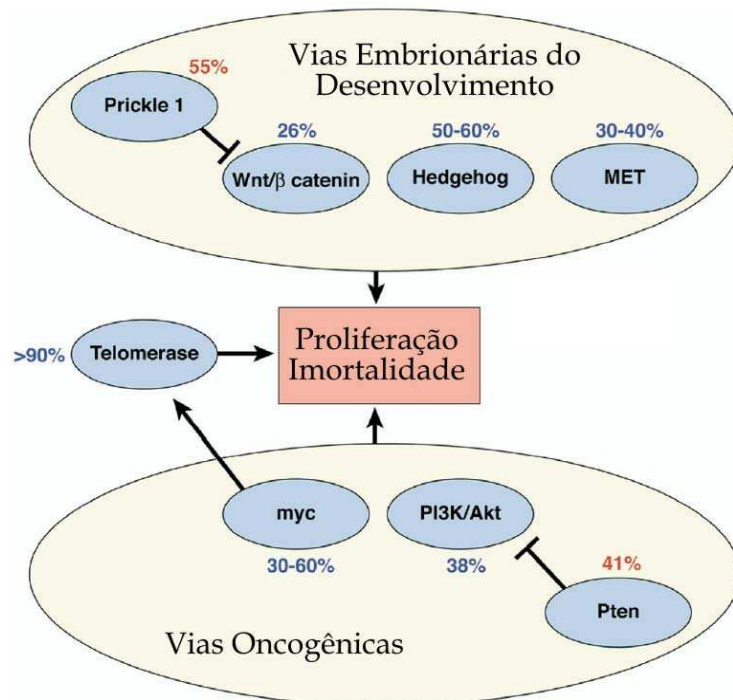 Vias Embrionárias do
Desenvolvimento
55%
Prickle 1
26%
Wnt/β catenin
50-60%
Hedgehog
30-40%
MET
>90%
Telomerase
Proliferação
Imortalidade
myc
30-60%
PI3K/Akt
38%
41%
Pten
Vias Oncogênicas